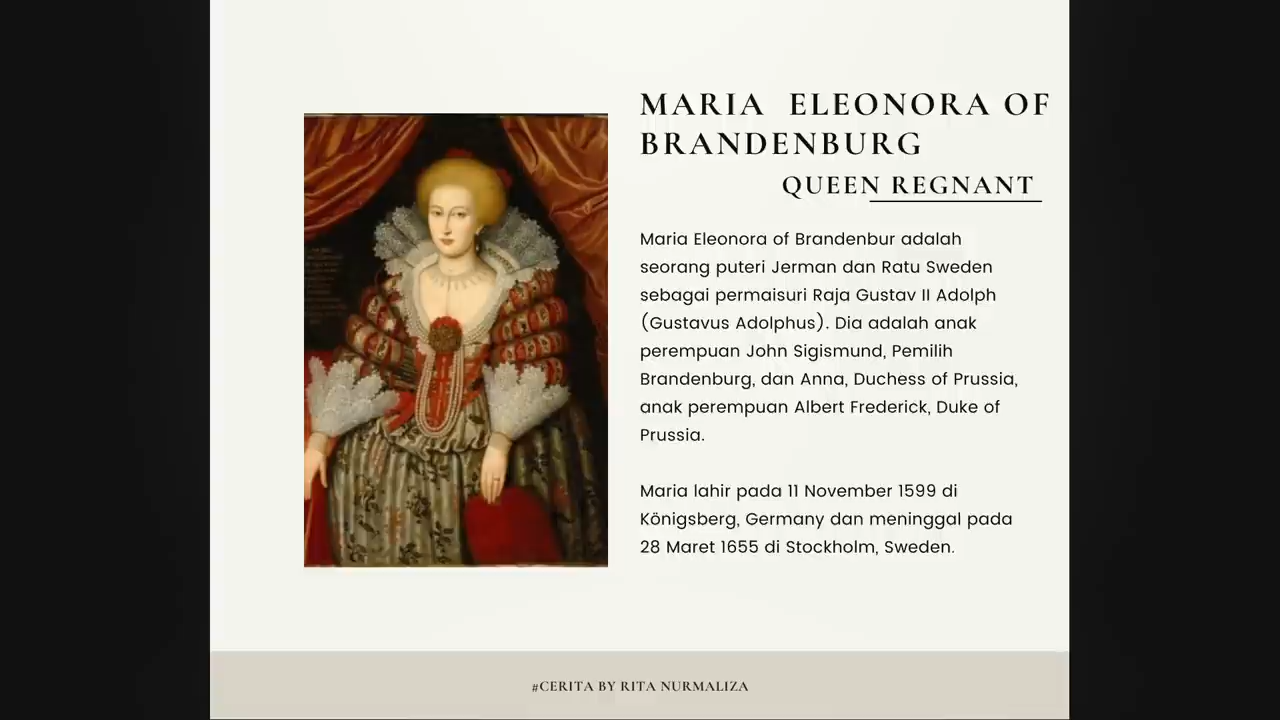 MARIA ELEONORA OF
BRANDENBURG
QUEEN REGNANT
Maria Eleonora of Brandenbur adalah
seorang puteri Jerman dan Ratu Sweden
sebagai permaisuri Raja Gustav II Adolph
(Gustavus Adolphus). Dia adalah anak
perempuan John Sigismund, Pemilih
Brandenburg, dan Anna, Duchess of Prussia,
anak perempuan Albert Frederick, Duke of
Prussia.
Maria lahir pada 11 November 1599 di
Königsberg, Germany dan meninggal pada
28 Maret 1655 di Stockholm, Sweden.
#CERITA BY RITA NURMALIZA